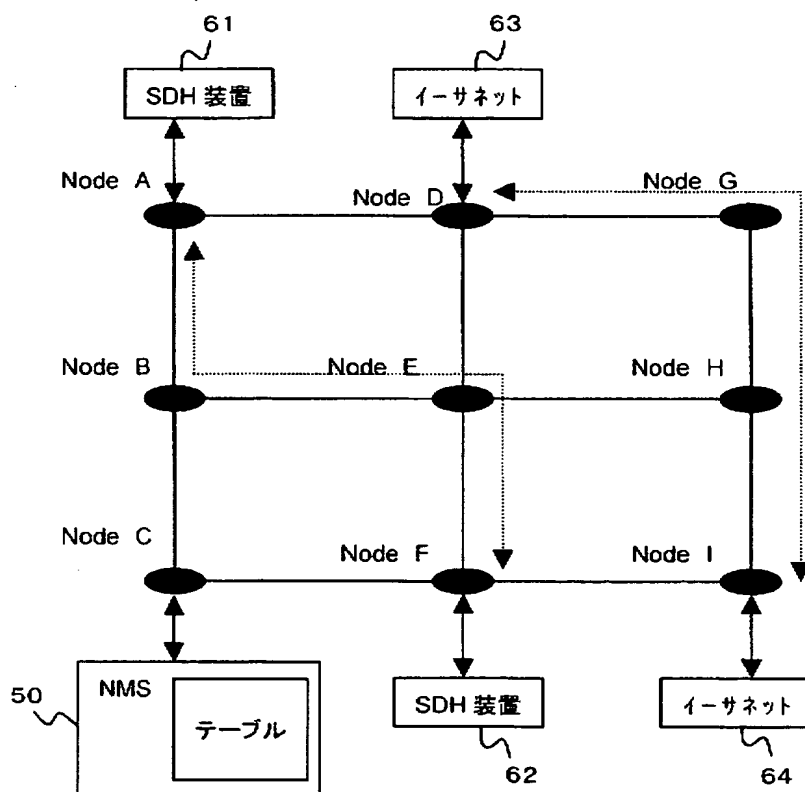 61
63
SDH 装置
イーサネット
Node A
Node D
Node G
Node B
Node E
Node H
Node C
Node F
Node I
50
NMS
テーブル
SDH 装置
イーサネット
62
64